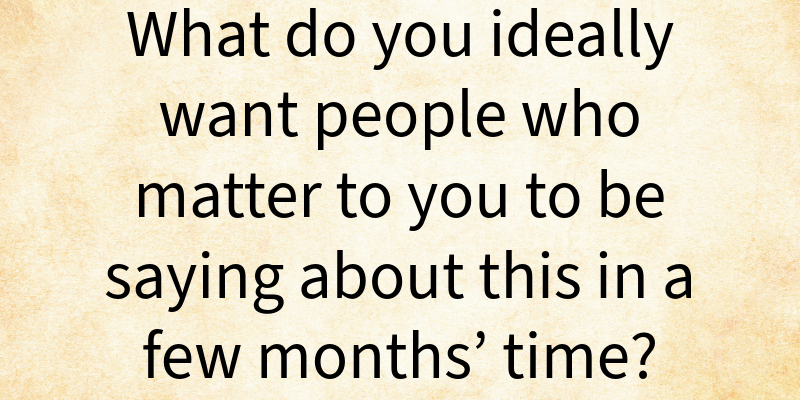 What do you ideally
want people who
matter to you to be
saying about this in a
few months’ time?